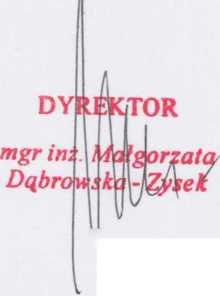 DYREKTOR
mgr inż. Małgorzata
Dąbrowska - Zysek